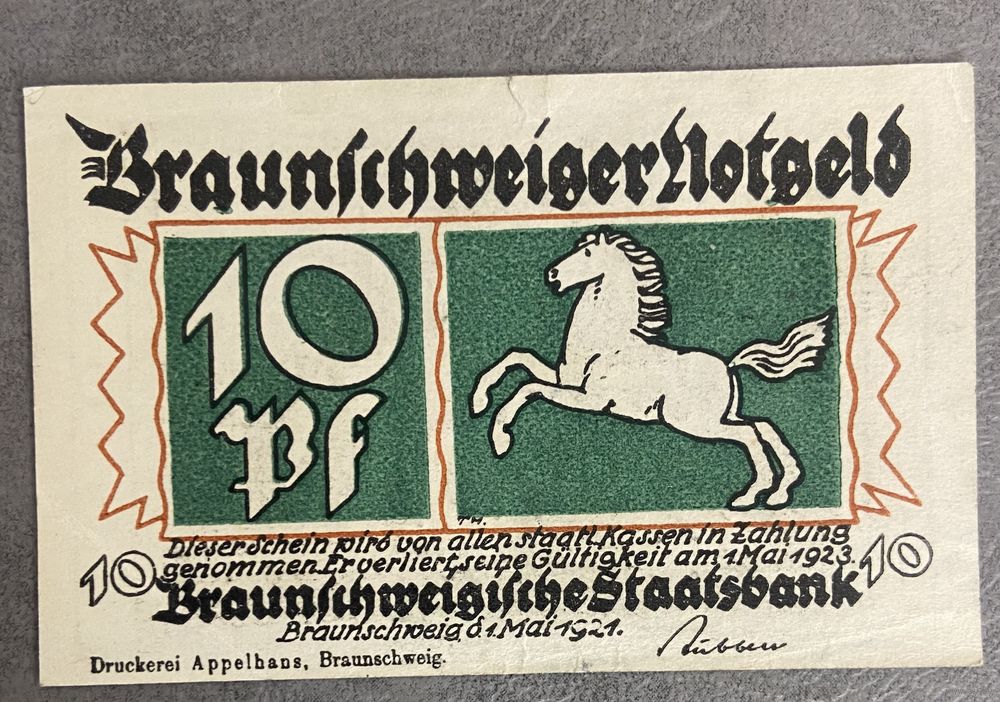 Braunschweiger Notgeld
10
Pf
TH.
Dieser Schein wird von allen staatl. Kassen in Zahlung
genommen. Er verliert seine Gültigkeit am 1. Mai 1923.
10 Braunschweigische Staatsbank 10
Braunschweig, d. 1. Mai 1921.
Druckerei Appelhans, Braunschweig.